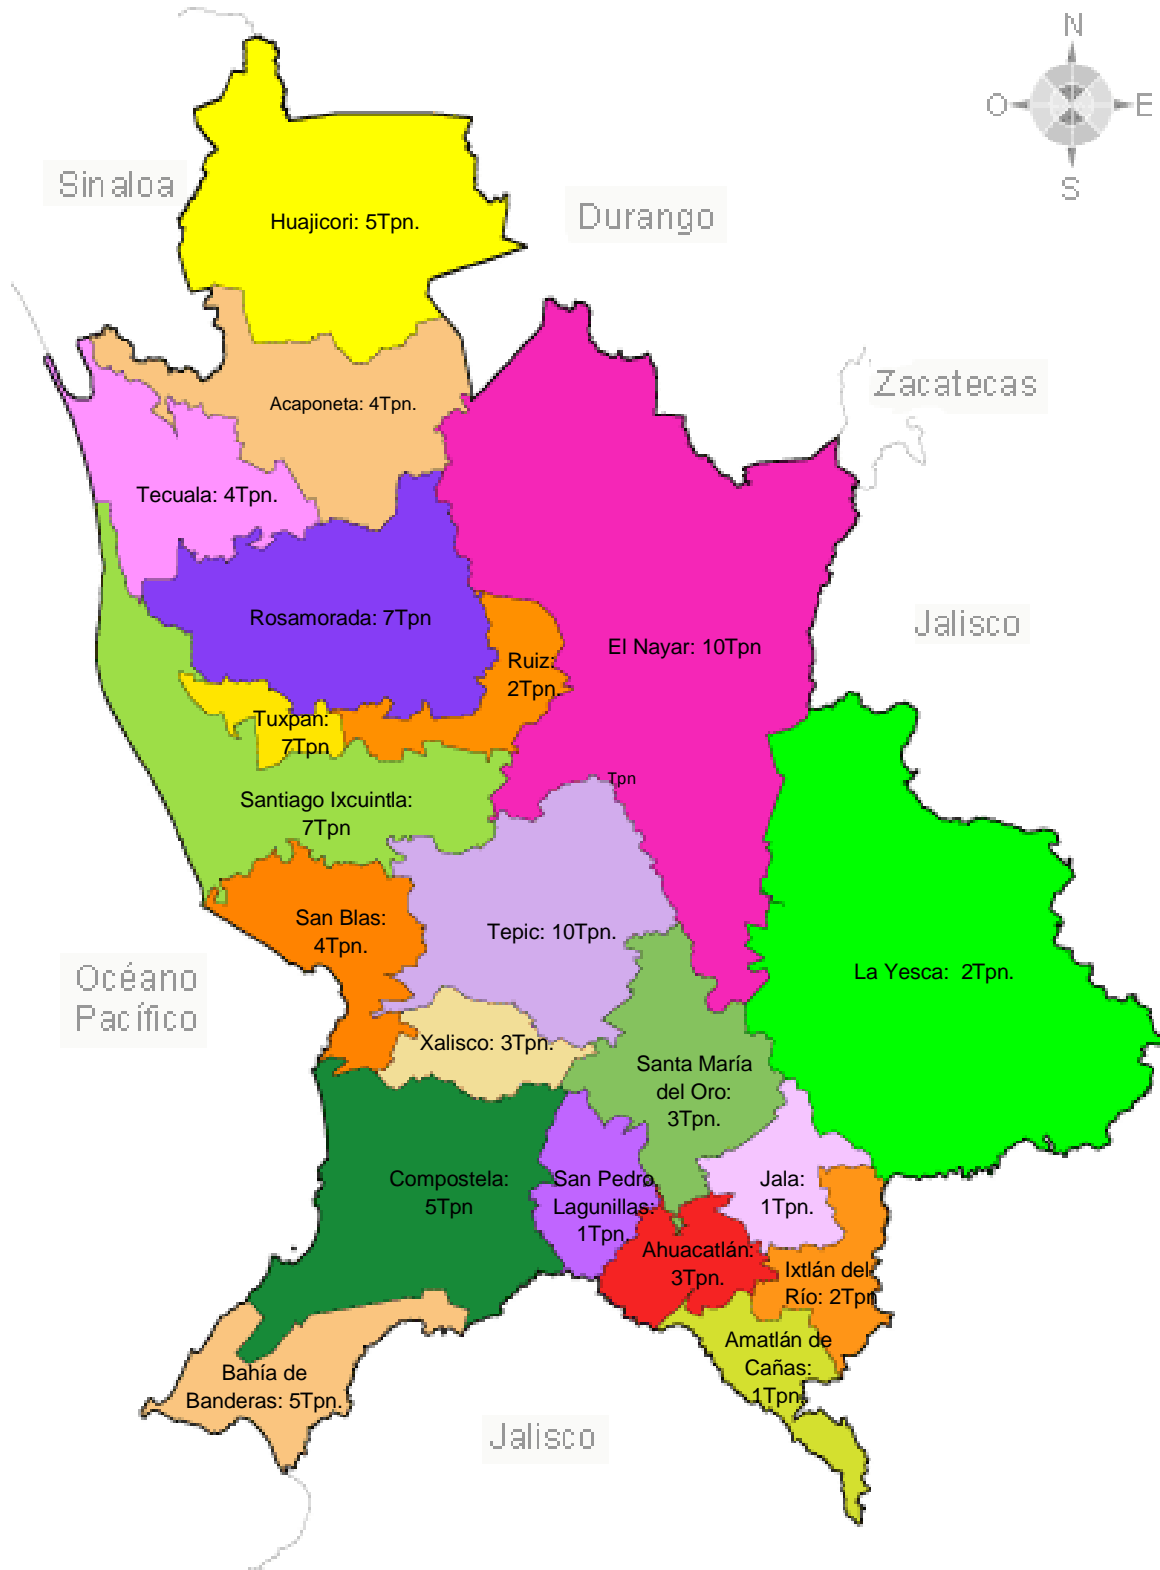 N
O
E
S
Sinaloa
Durango
Huajicori: 5Tpn.
Zacatecas
Acaponeta: 4Tpn.
Tecuala: 4Tpn.
Rosamorada: 7Tpn
Jalisco
El Nayar: 10Tpn
Ruiz:
2Tpn.
Tuxpan:
7Tpn
Tpn
Santiago Ixcuintla:
7Tpn
San Blas:
4Tpn.
Tepic: 10Tpn.
La Yesca:  2Tpn.
Océano
Pacífico
Xalisco: 3Tpn.
Santa María
del Oro:
3Tpn.
Compostela:
5Tpn
San Pedro
Lagunillas:
1Tpn.
Jala:
1Tpn.
Ahuacatlán:
3Tpn.
Ixtlán del
Río: 2Tpn
Amatlán de
Cañas:
1Tpn.
Bahía de
Banderas: 5Tpn.
Jalisco